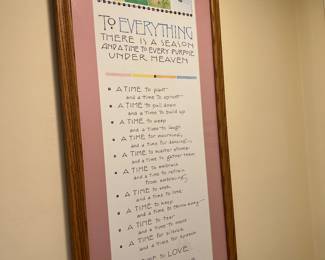 TO EVERYTHING
THERE IS A SEASON
AND A TIME TO EVERY PURPOSE
UNDER HEAVEN
• A TIME to plant
and a time to uproot—
• A TIME to pull down
and a time to build up
• A TIME to weep
and a time to laugh
• A TIME for mourning,
and a time for dancing...
• A TIME to scatter stones
and a time to gather them
• A TIME to embrace
and a time to refrain
from embracing,
• A TIME to seek,
and a time to lose,
• A TIME to keep
and a time to throw away—
• A TIME to tear
and a time to mend
• A TIME for silence,
and a time for speech
TIME to LOVE